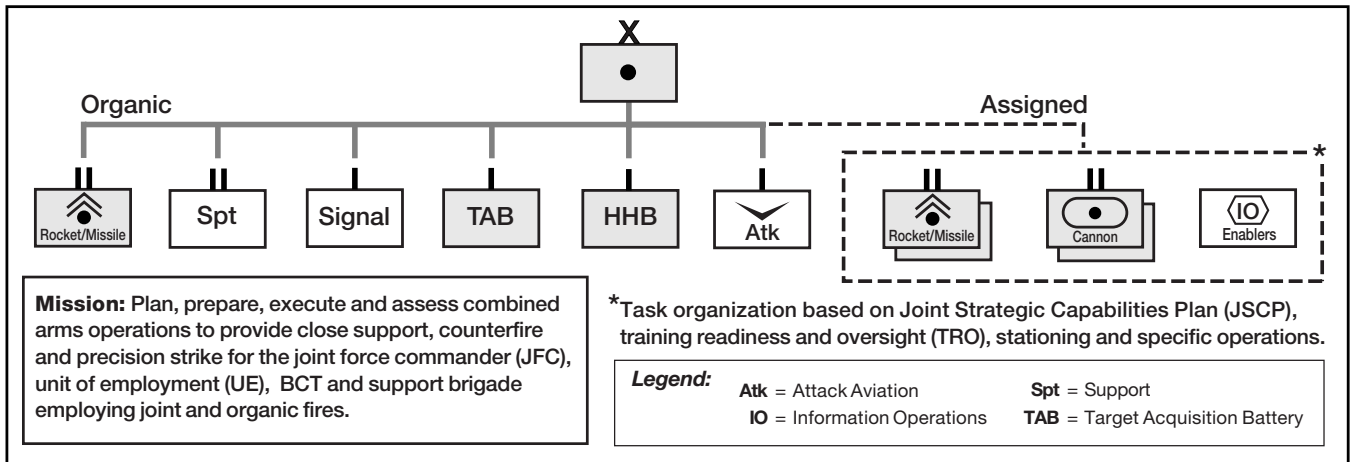 X
Organic
Assigned
*
Rocket/Missile
Spt
Signal
TAB
HHB
Atk
Rocket/Missile
Cannon
IO
Enablers
Mission: Plan, prepare, execute and assess combined
arms operations to provide close support, counterfire
and precision strike for the joint force commander (JFC),
unit of employment (UE), BCT and support brigade
employing joint and organic fires.
*Task organization based on Joint Strategic Capabilities Plan (JSCP),
training readiness and oversight (TRO), stationing and specific operations.
Legend:
Atk = Attack Aviation
Spt = Support
IO = Information Operations
TAB = Target Acquisition Battery